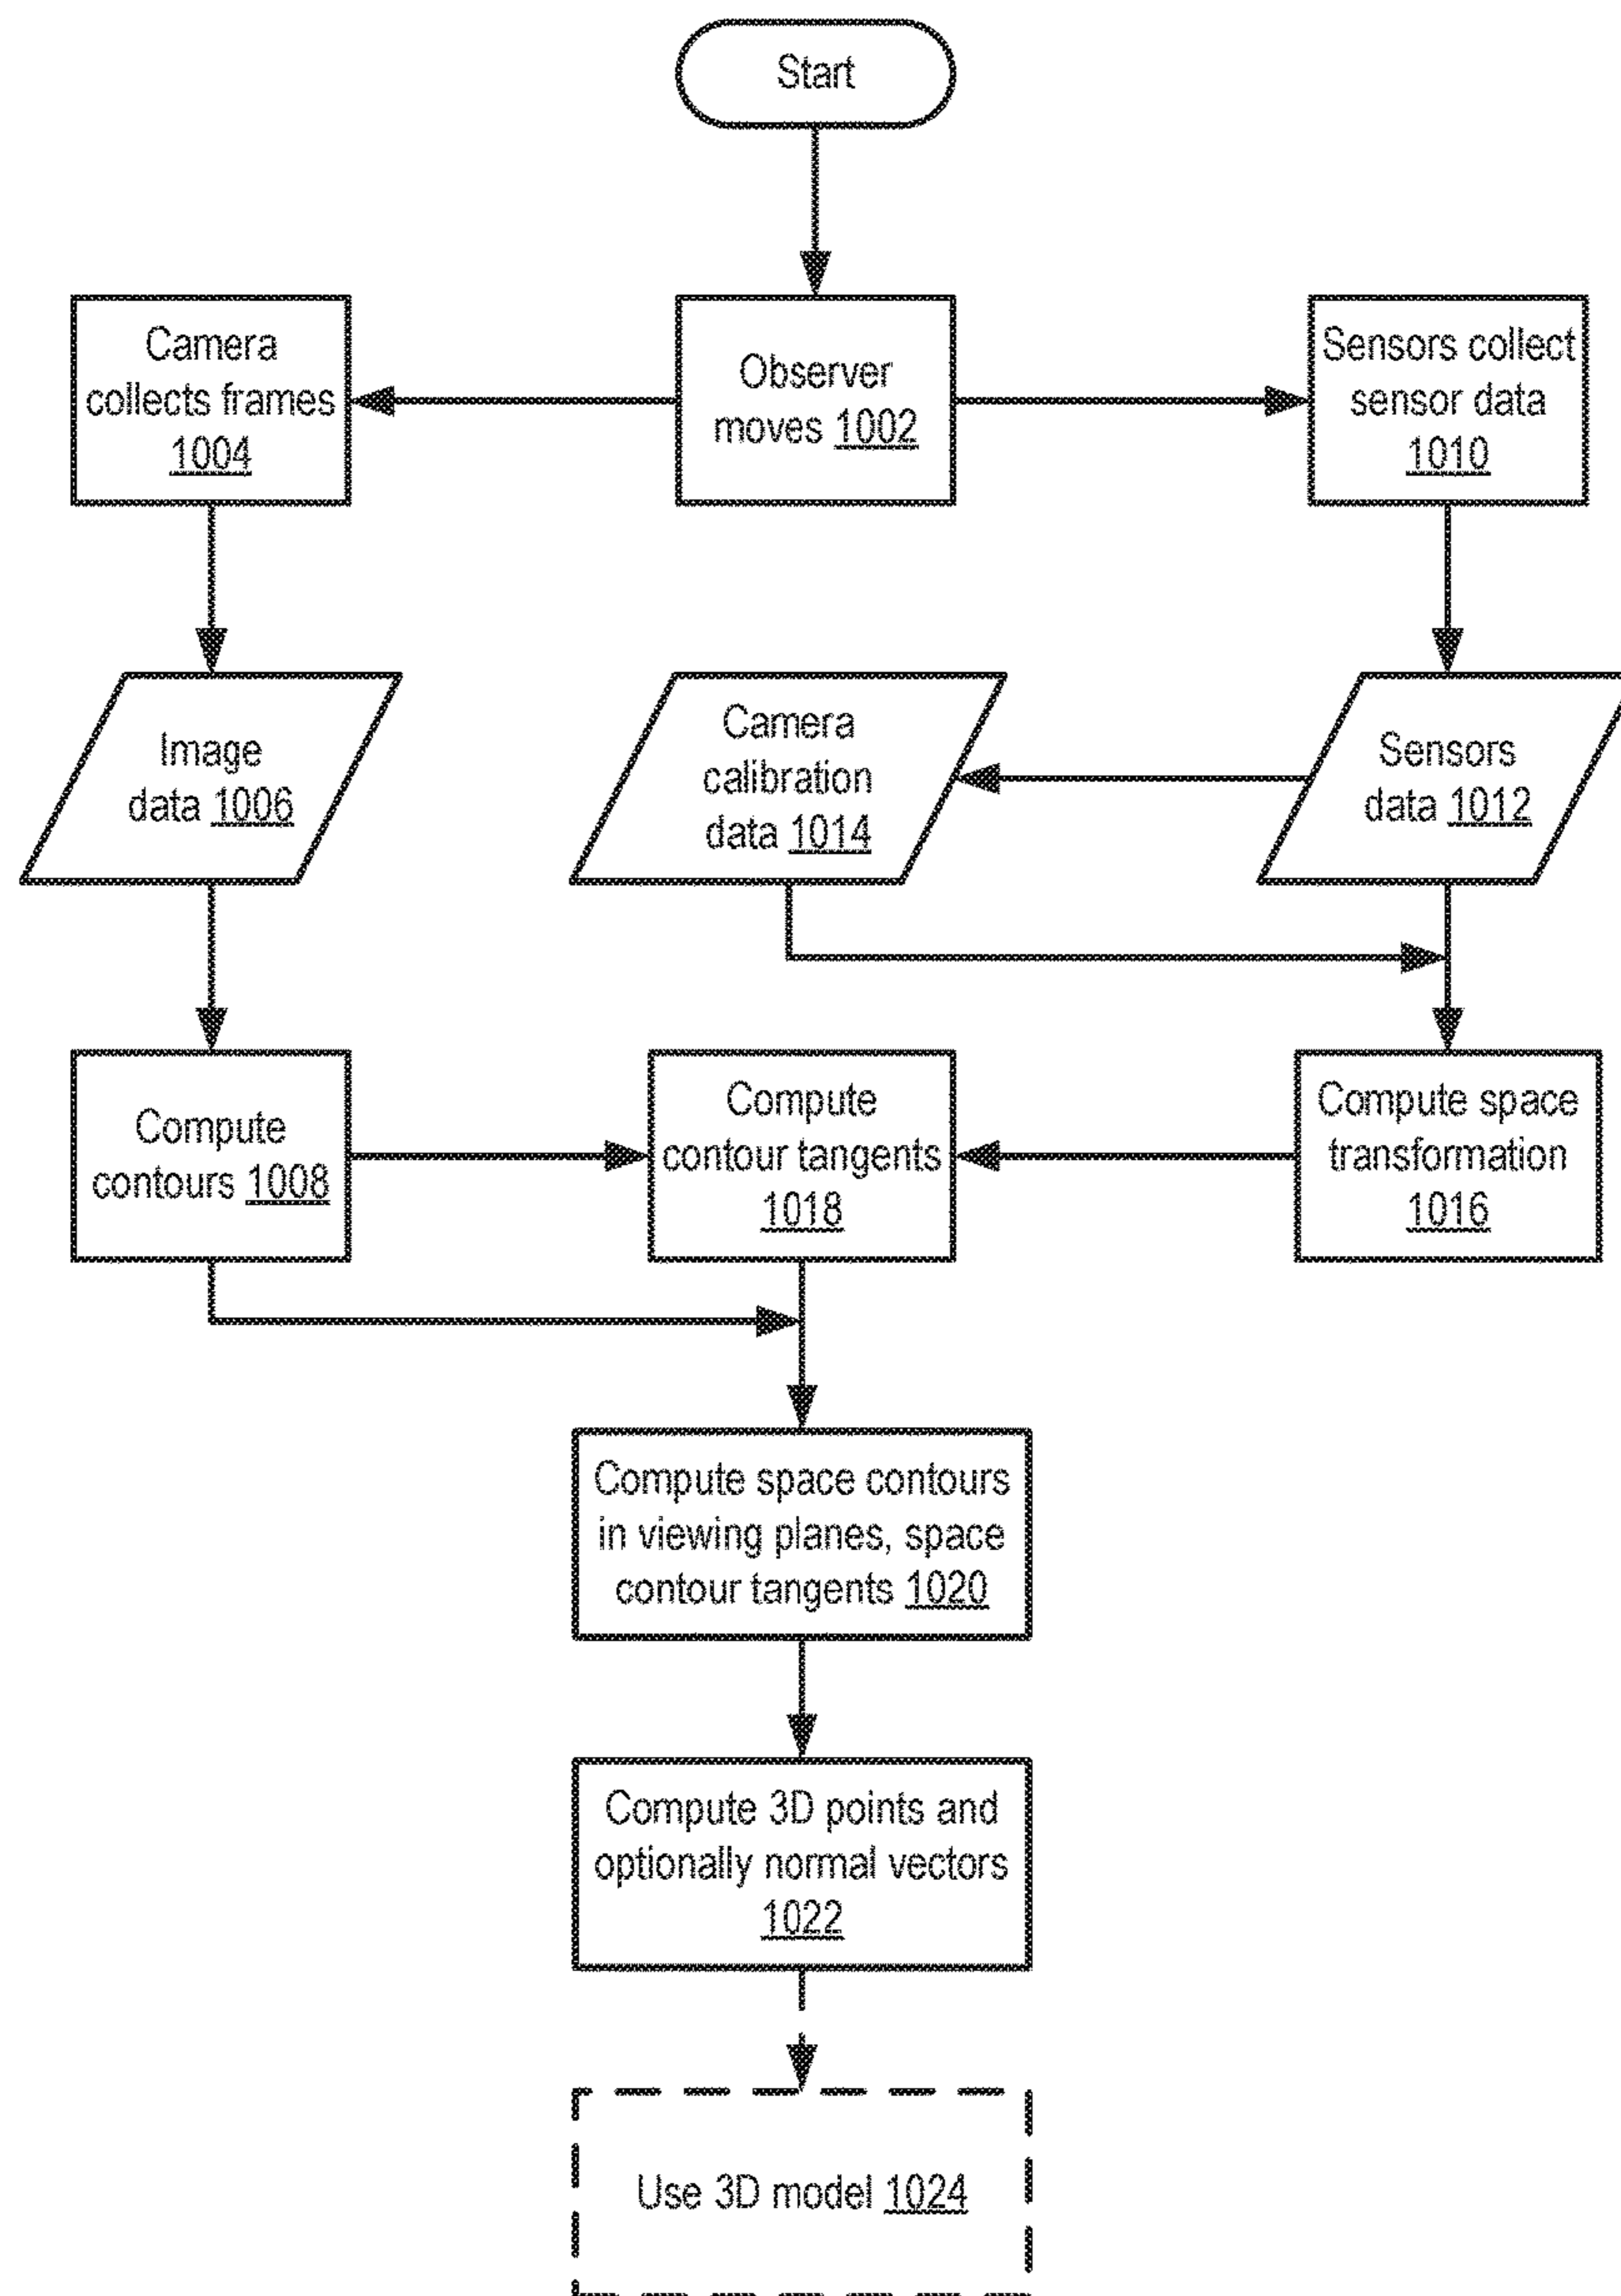 Start
Camera
collects frames
1004
Observer
moves 1002
Sensors collect
sensor data
1010
Image
data 1006
Camera
calibration
data 1014
Sensors
data 1012
Compute
contours 1008
Compute
contour tangents
1018
Compute space
transformation
1016
Compute space contours
in viewing planes, space
contour tangents 1020
Compute 3D points and
optionally normal vectors
1022
Use 3D model 1024